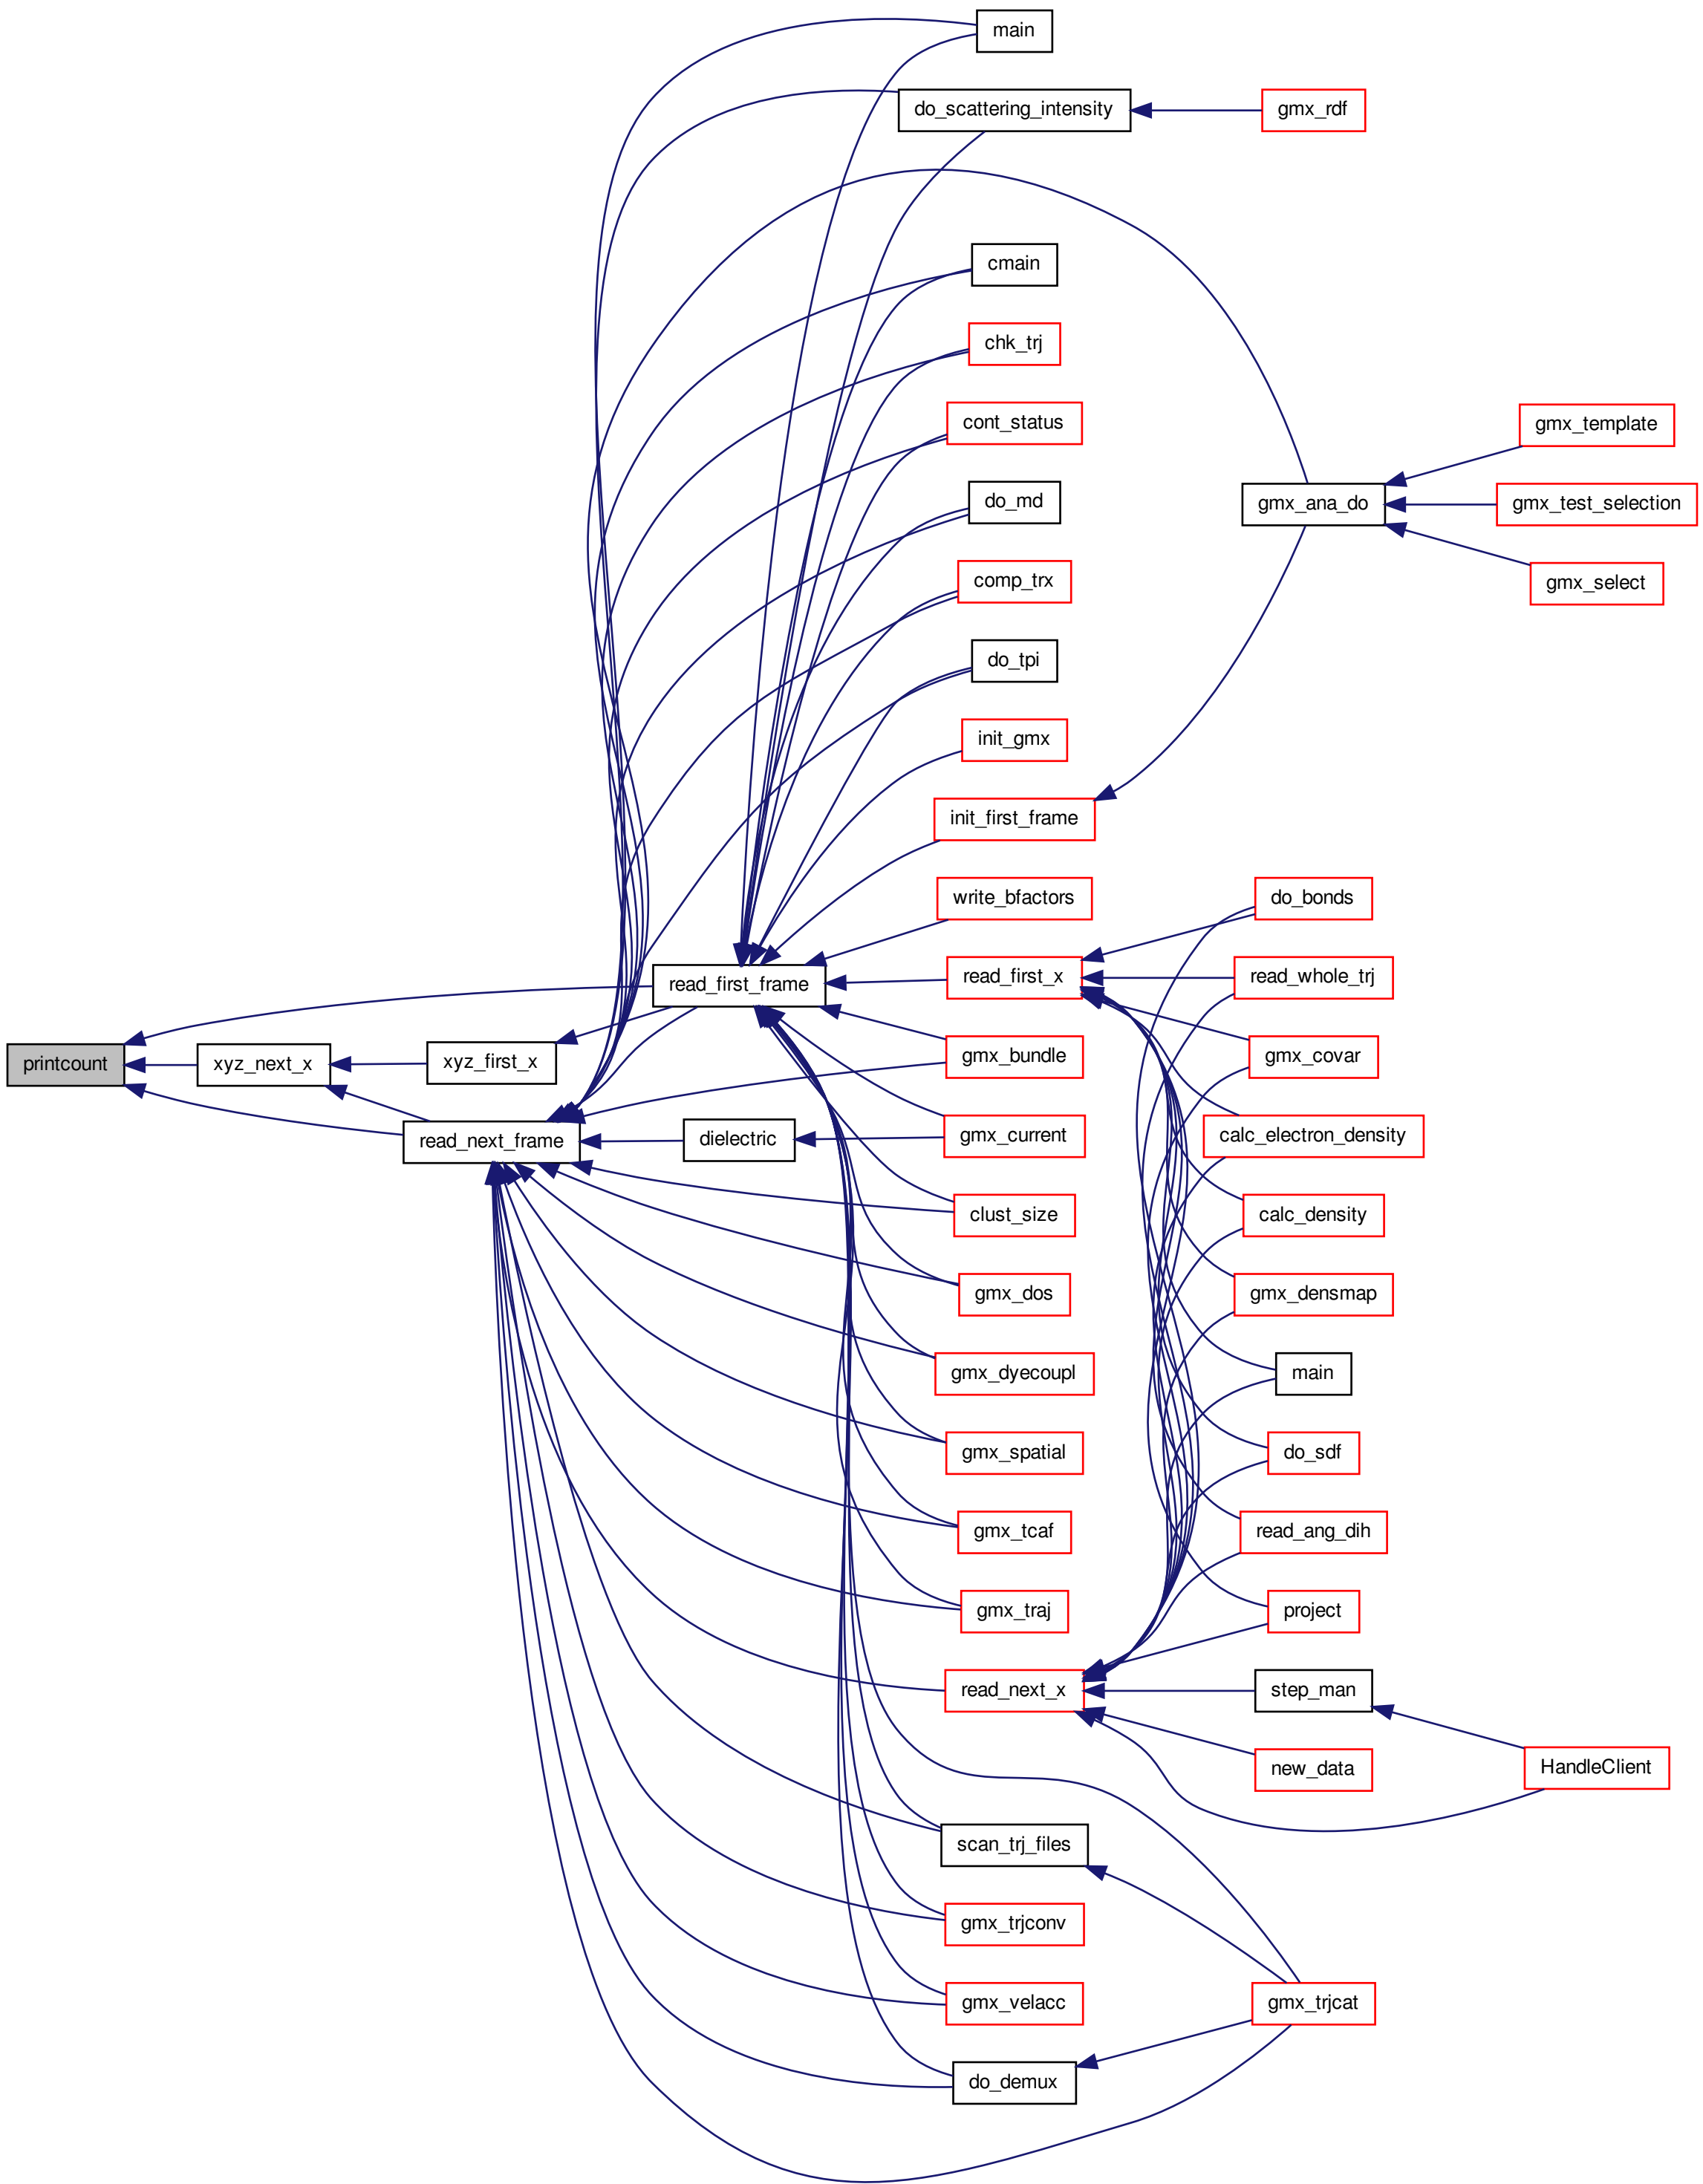 main
do_scattering_intensity
gmx_rdf
cmain
chk_trj
cont_status
gmx_template
do_md
gmx_ana_do
gmx_test_selection
comp_trx
gmx_select
do_tpi
init_gmx
init_first_frame
write_bfactors
do_bonds
read_first_frame
read_first_x
read_whole_trj
printcount
xyz_next_x
xyz_first_x
gmx_bundle
gmx_covar
read_next_frame
dielectric
gmx_current
calc_electron_density
clust_size
calc_density
gmx_dos
gmx_densmap
gmx_dyecoupl
main
gmx_spatial
do_sdf
gmx_tcaf
read_ang_dih
gmx_traj
project
read_next_x
step_man
new_data
HandleClient
scan_trj_files
gmx_trjconv
gmx_velacc
gmx_trjcat
do_demux